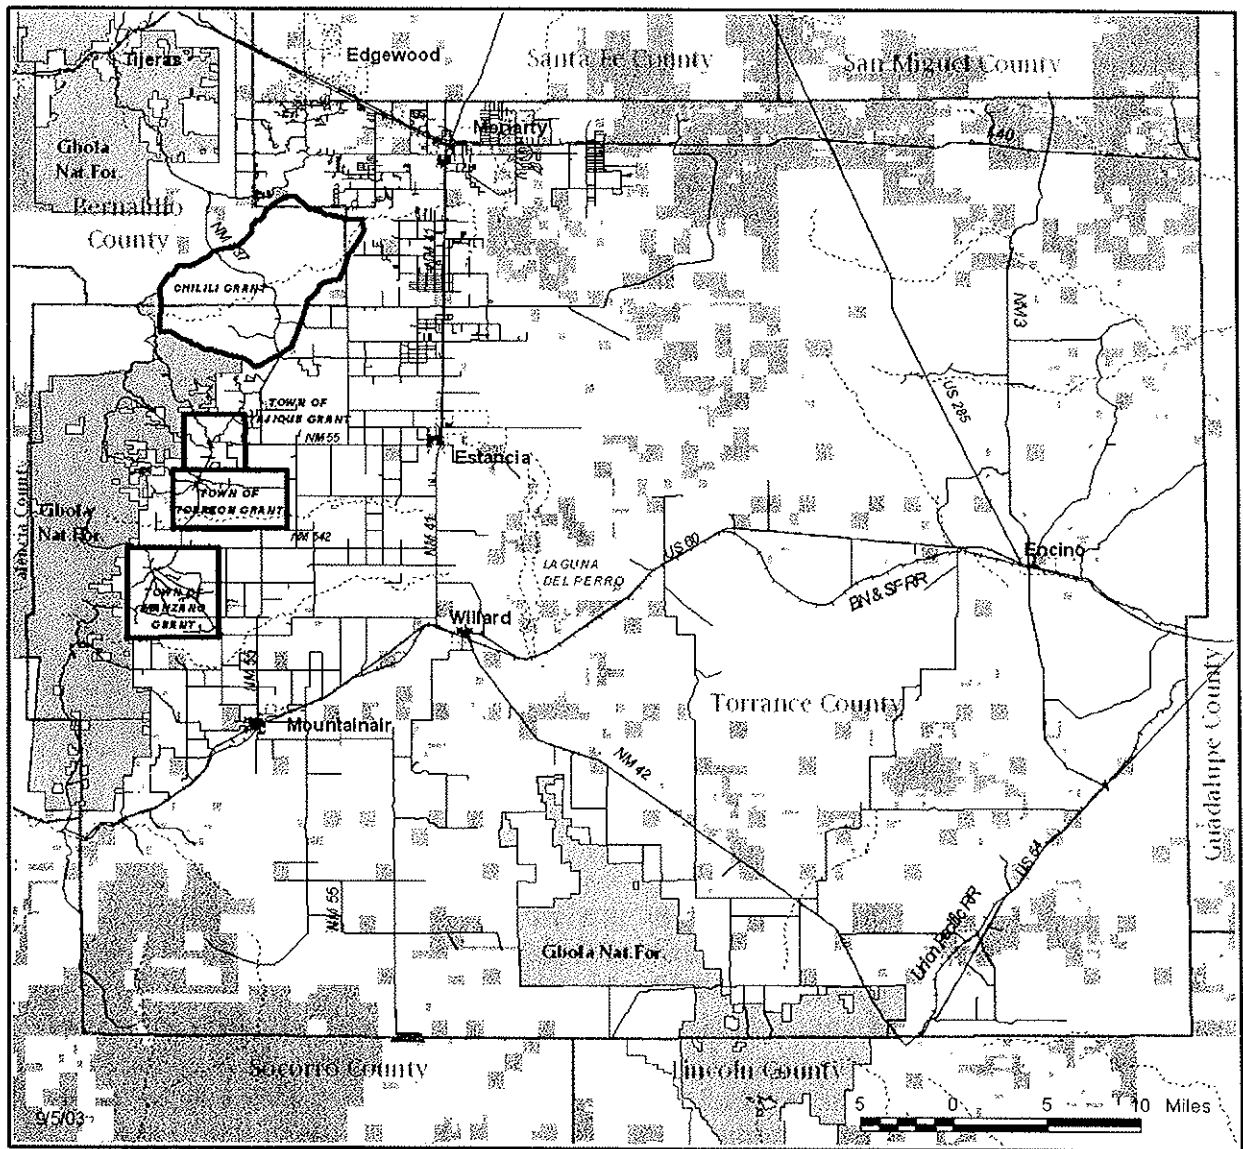 Tijeras
Edgewood
Santa Fe County
San Miguel County
Moriarty
I 40
Cibola
Nat. For.
Bernalillo
County
NM 41
CHILILI GRANT
NM 3
US 285
TOWN OF
TAJIQUE GRANT
NM 55
Estancia
Valencia County
Cibola
Nat. For.
TOWN OF
TORREON GRANT
NM 542
NM 41
LAGUNA
DEL PERRO
US 60
Encino
BN & SF RR
TOWN OF
MANZANO
GRANT
Willard
NM 55
Mountainair
Torrance County
Guadalupe County
NM 42
US 54
NM 55
Cibola Nat. For.
Union Pacific RR
Socorro County
Lincoln County
9/5/03
5 0 5 10 Miles